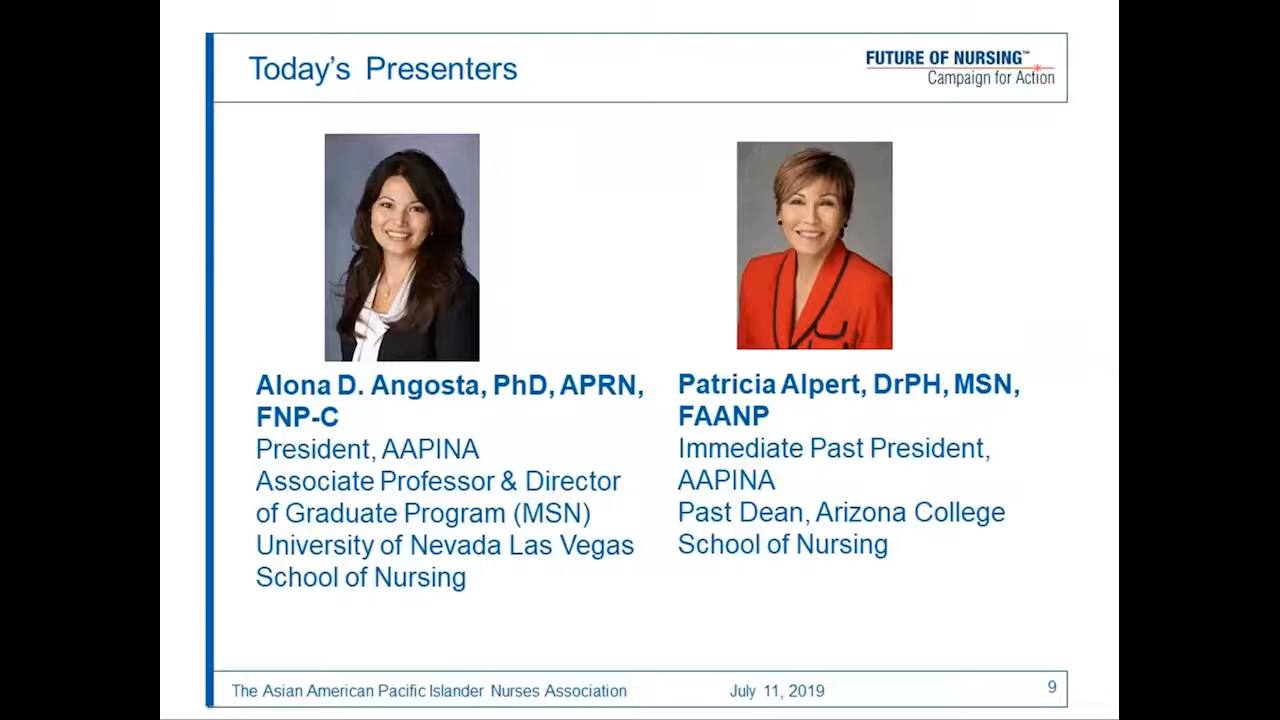 Today's Presenters
FUTURE OF NURSING™
Campaign for Action
Alona D. Angosta, PhD, APRN,
FNP-C
President, AAPINA
Associate Professor & Director
of Graduate Program (MSN)
University of Nevada Las Vegas
School of Nursing
Patricia Alpert, DrPH, MSN,
FAANP
Immediate Past President,
AAPINA
Past Dean, Arizona College
School of Nursing
The Asian American Pacific Islander Nurses Association
July 11, 2019
9